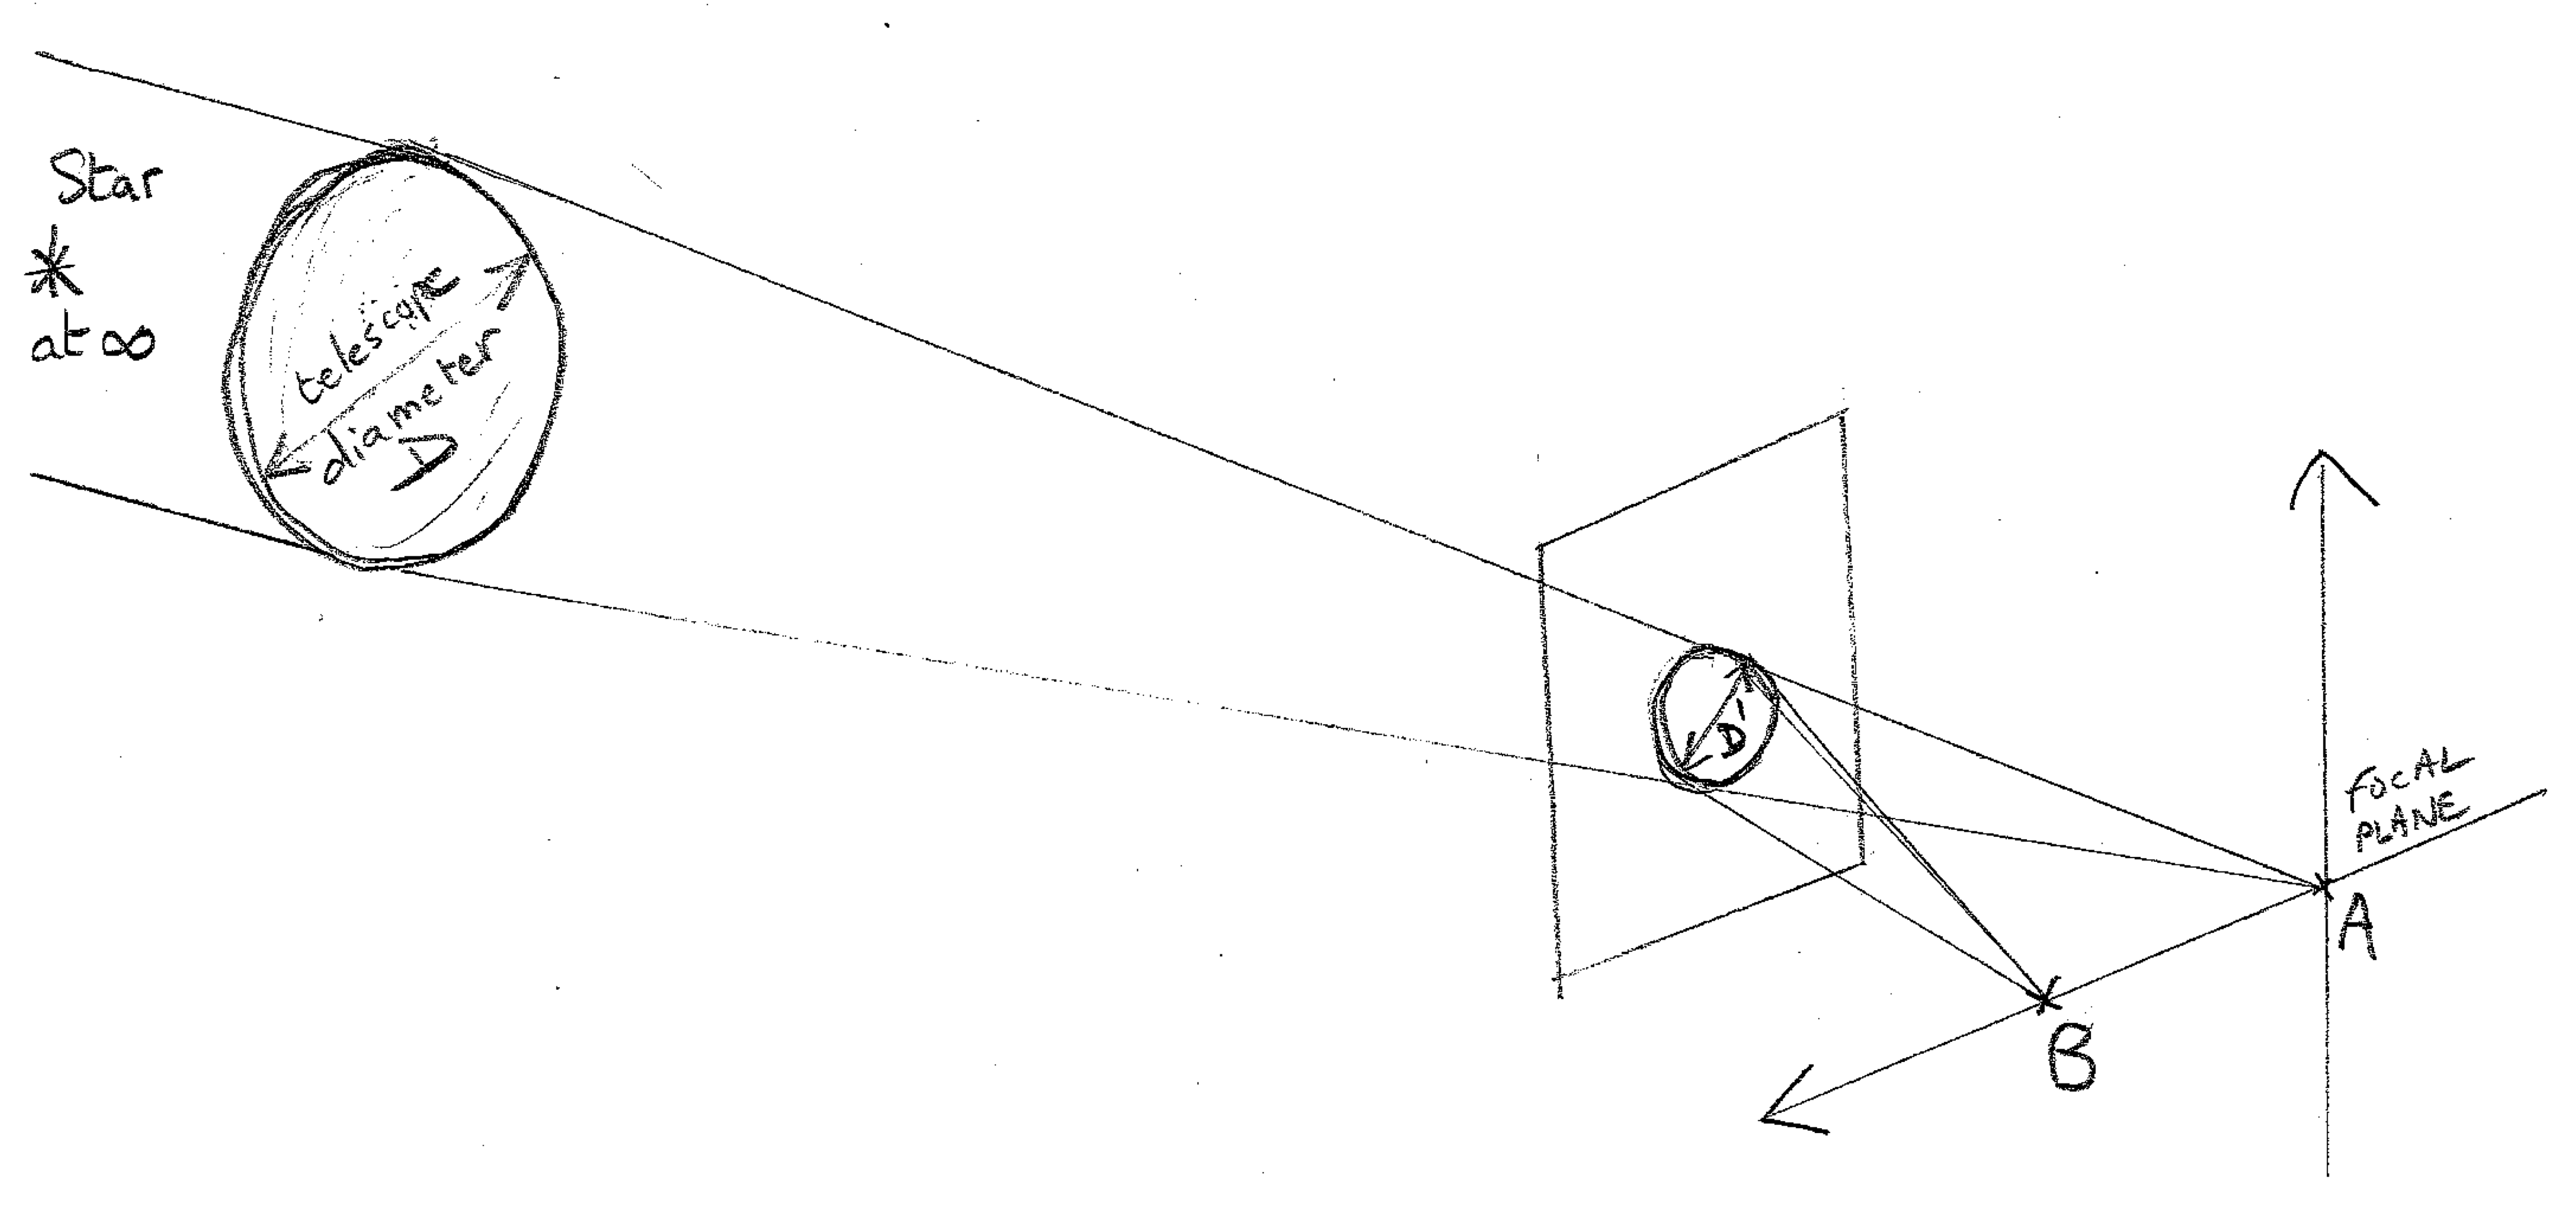 Star
*
at ∞
telescope
diameter
D
D'
FOCAL
PLANE
A
B